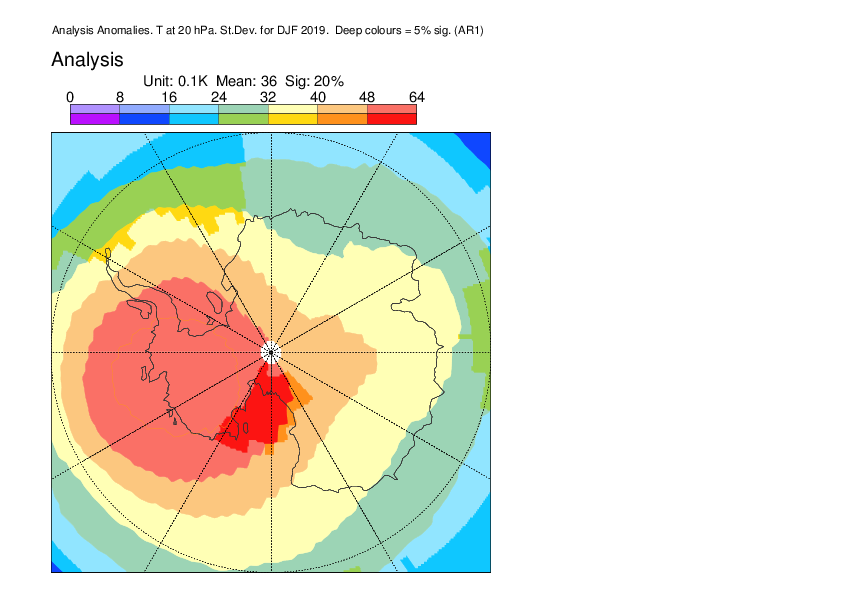 Analysis Anomalies. T at 20 hPa. St.Dev. for DJF 2019.  Deep colours = 5% sig. (AR1)
Analysis
Unit: 0.1K  Mean: 36  Sig: 20%
0 8 16 24 32 40 48 64